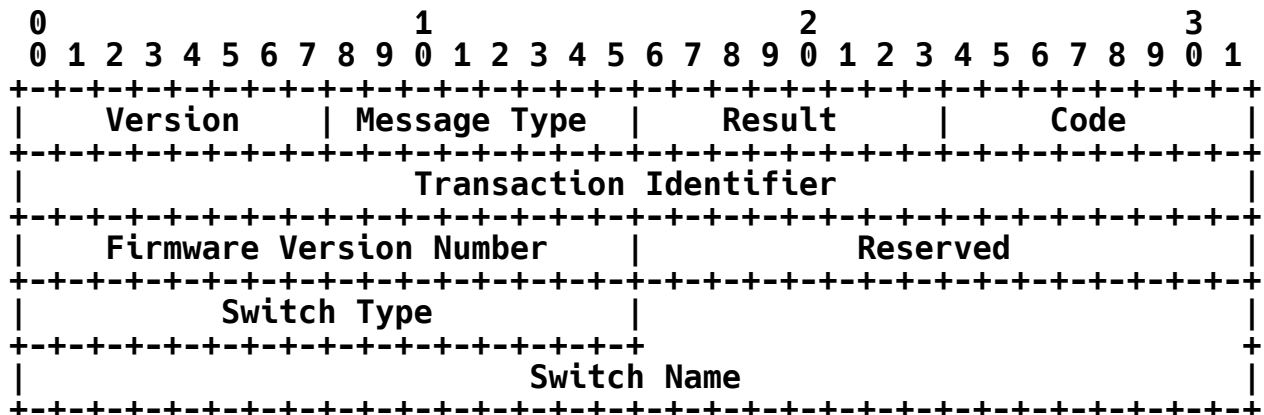 0                   1                   2                   3
 0 1 2 3 4 5 6 7 8 9 0 1 2 3 4 5 6 7 8 9 0 1 2 3 4 5 6 7 8 9 0 1
+-+-+-+-+-+-+-+-+-+-+-+-+-+-+-+-+-+-+-+-+-+-+-+-+-+-+-+-+-+-+-+-+
|    Version    | Message Type  |    Result     |     Code      |
+-+-+-+-+-+-+-+-+-+-+-+-+-+-+-+-+-+-+-+-+-+-+-+-+-+-+-+-+-+-+-+-+
|                    Transaction Identifier                     |
+-+-+-+-+-+-+-+-+-+-+-+-+-+-+-+-+-+-+-+-+-+-+-+-+-+-+-+-+-+-+-+-+
|    Firmware Version Number    |           Reserved            |
+-+-+-+-+-+-+-+-+-+-+-+-+-+-+-+-+-+-+-+-+-+-+-+-+-+-+-+-+-+-+-+-+
|          Switch Type          |                               |
+-+-+-+-+-+-+-+-+-+-+-+-+-+-+-+-+                               +
|                          Switch Name                          |
+-+-+-+-+-+-+-+-+-+-+-+-+-+-+-+-+-+-+-+-+-+-+-+-+-+-+-+-+-+-+-+-+